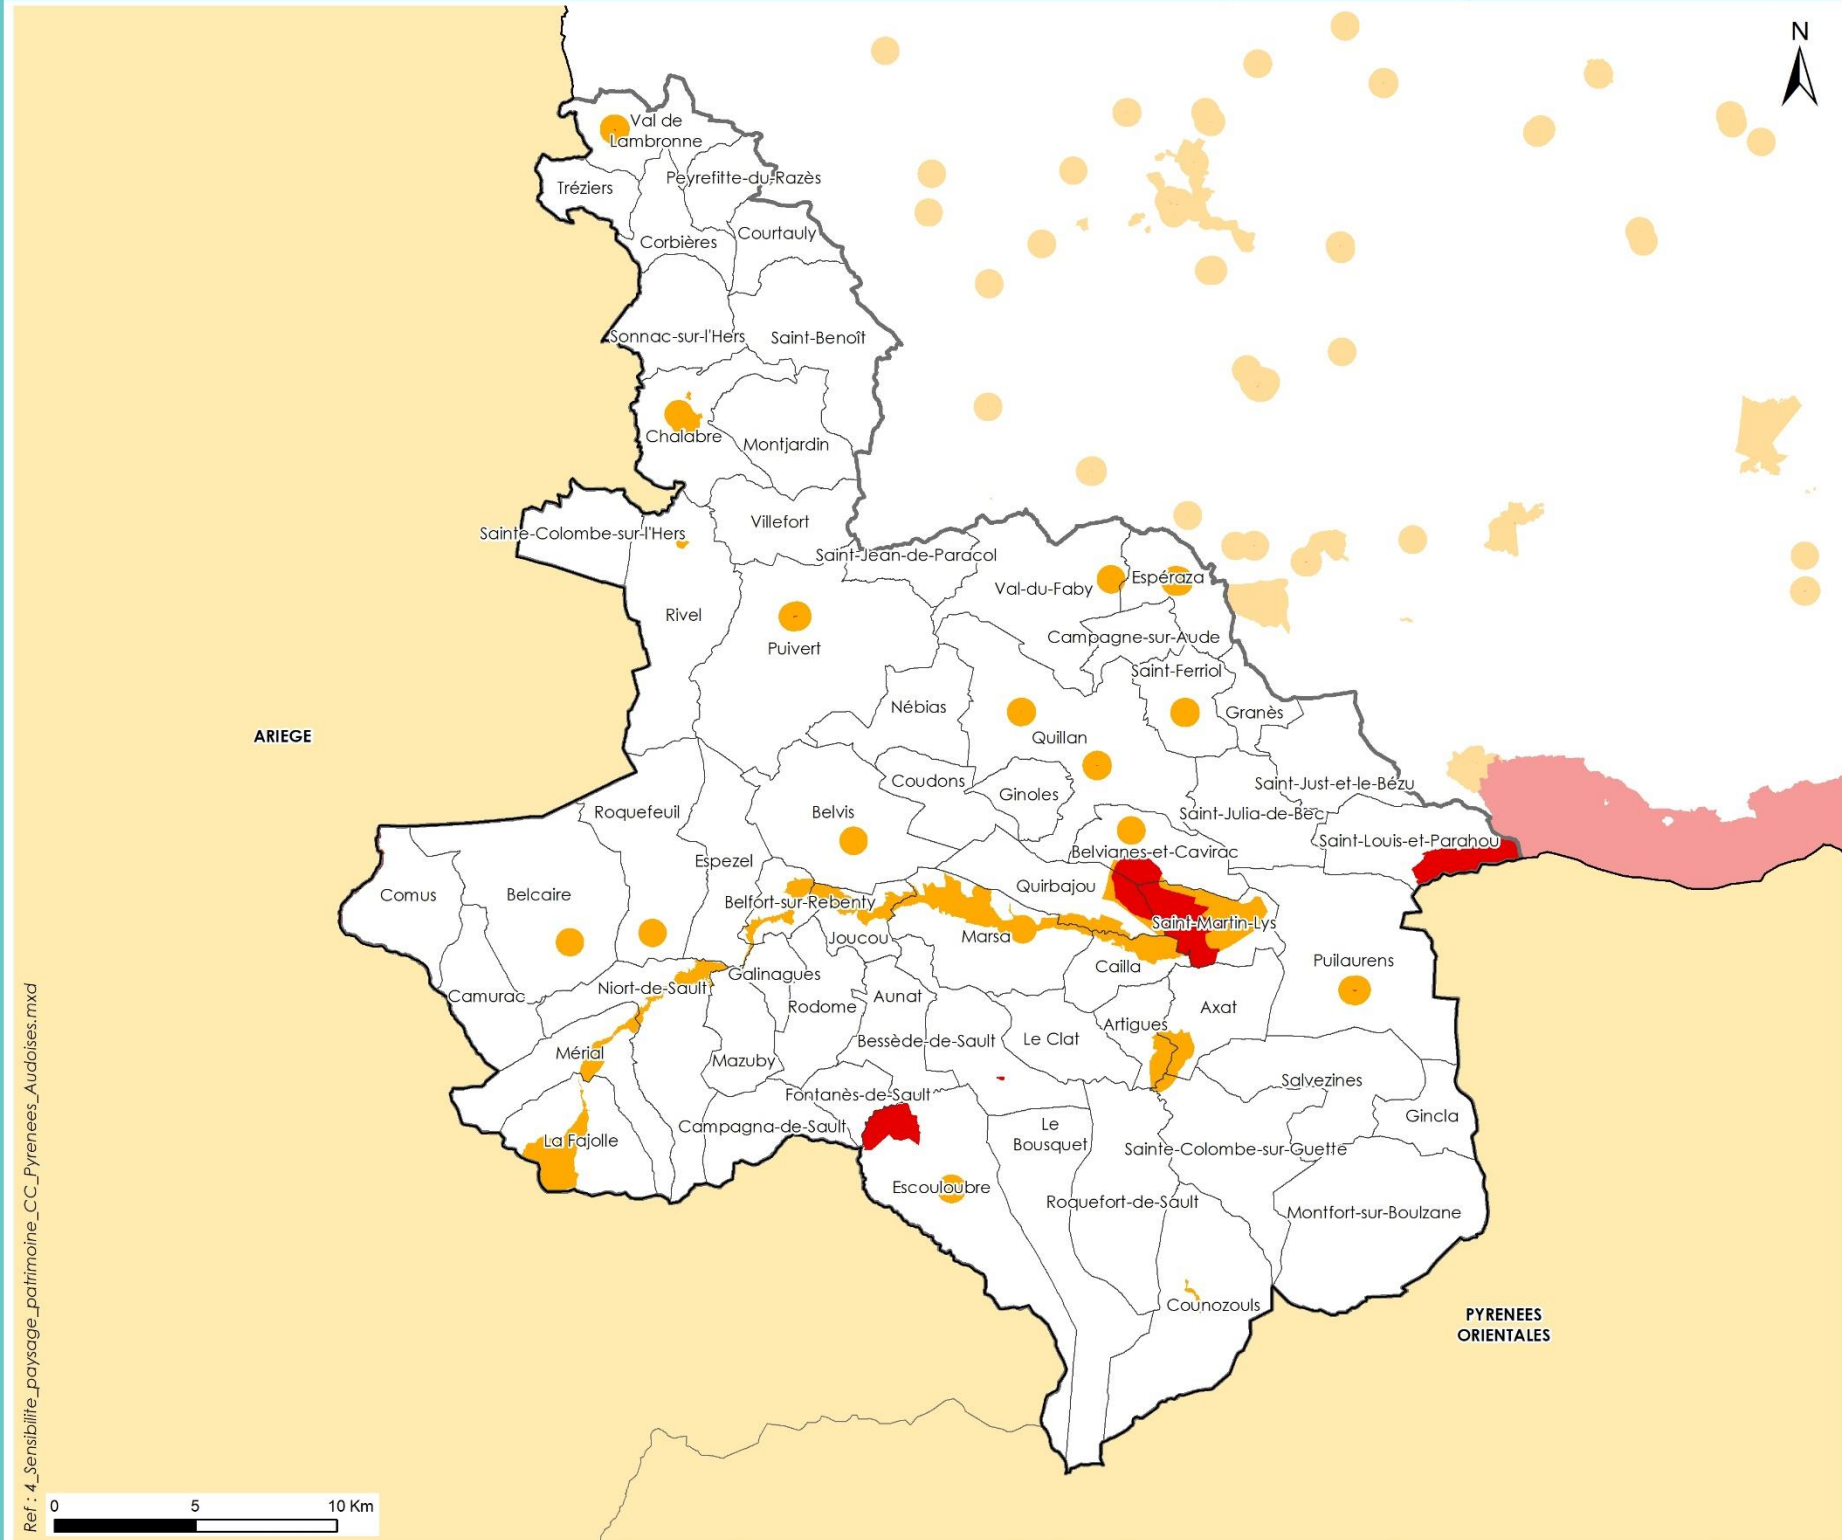 N
Val de
Lambronne
Peyrefitte-du-Razès
Tréziers
Courtauly
Corbières
Sonnac-sur-l'Hers
Saint-Benoît
Chalabre
Montjardin
Villefort
Sainte-Colombe-sur-l'Hers
Saint-Jean-de-Paracol
Espéraza
Val-du-Faby
Rivel
Campagne-sur-Aude
Puivert
Saint-Ferriol
Nébias
Granès
ARIEGE
Quillan
Coudons
Saint-Just-et-le-Bézu
Ginoles
Roquefeuil
Belvis
Saint-Julia-de-Bec
Saint-Louis-et-Parahou
Belvianes-et-Cavirac
Espezel
Quirbajou
Comus
Belcaire
Belfort-sur-Rebenty
Saint-Martin-Lys
Joucou
Marsa
Puilaurens
Cailla
Galinagues
Niort-de-Sault
Camurac
Aunat
Rodome
Axat
Artigues
Bessède-de-Sault
Le Clat
Mérial
Mazuby
Salvezines
Fontanès-de-Sault
Gincla
Le
Bousquet
Campagna-de-Sault
La Fajolle
Sainte-Colombe-sur-Guette
Escouloubre
Roquefort-de-Sault
Montfort-sur-Boulzane
Counozouls
PYRENEES
ORIENTALES
Ref : 4_Sensibilite_paysage_patrimoine_CC_Pyrenees_Audoises.mxd
0 5 10 Km